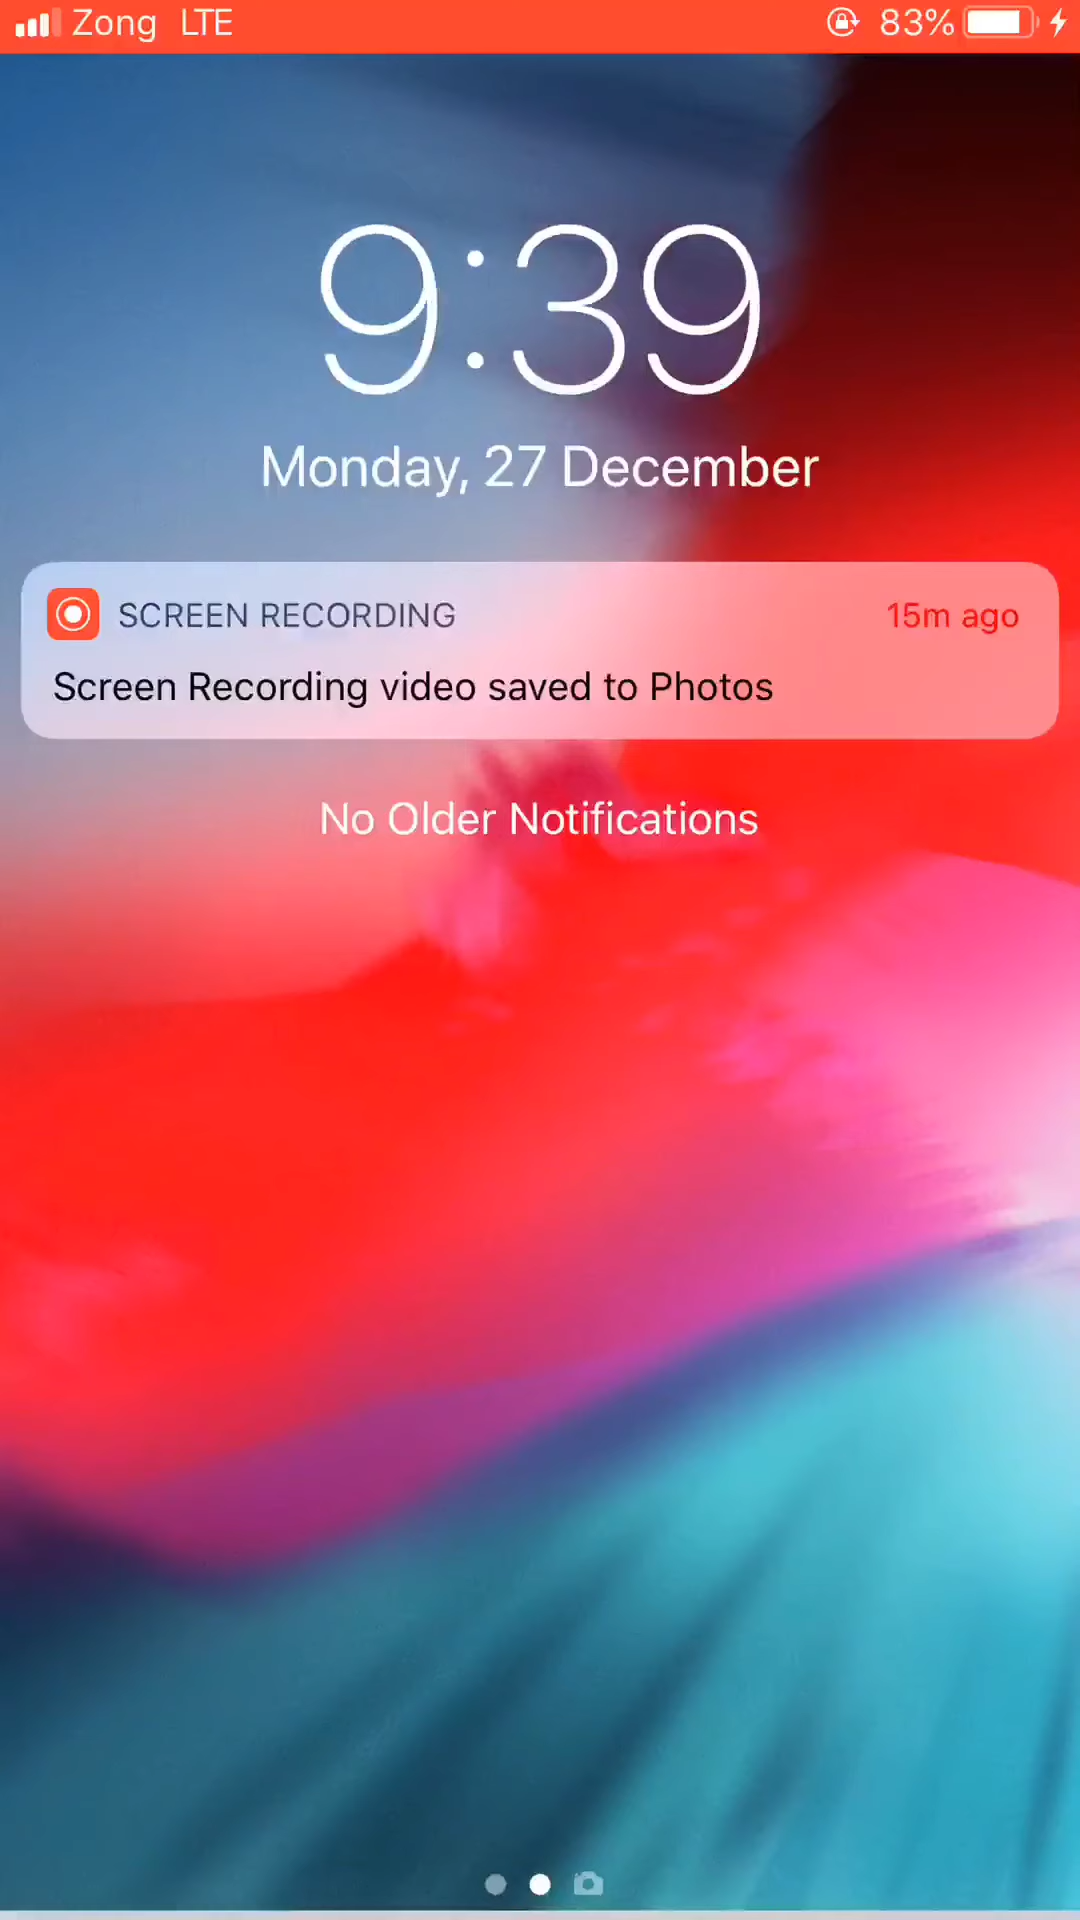 Zong LTE 83%
9:39
Monday, 27 December
SCREEN RECORDING 15m ago
Screen Recording video saved to Photos
No Older Notifications